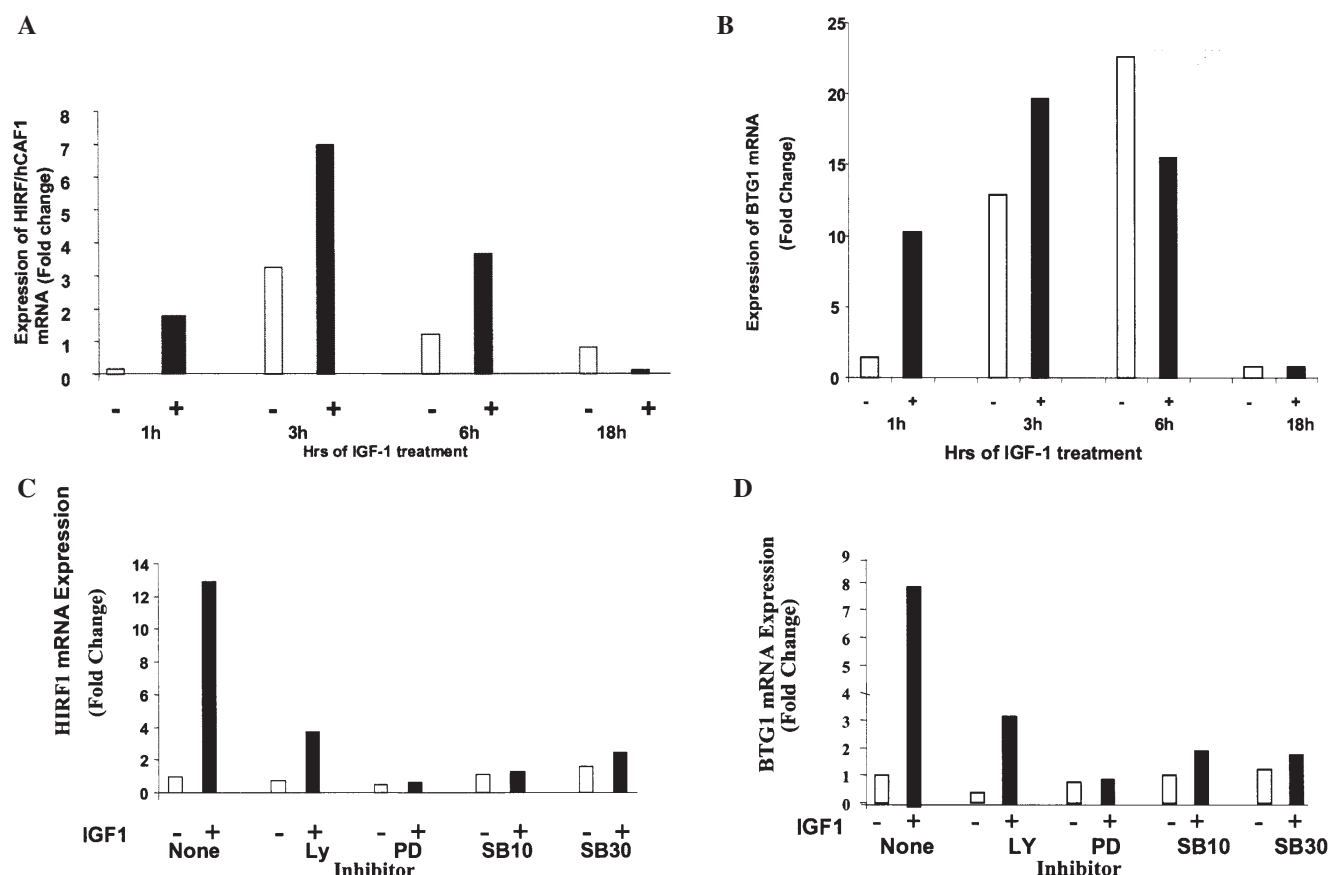 A
Expression of HIRF/hCAF1
mRNA (Fold change)
8
7
6
5
4
3
2
1
0
- + - + - + - +
1h 3h 6h 18h
Hrs of IGF-1 treatment
B
Expression of BTG1 mRNA
(Fold Change)
25
20
15
10
5
0
- + - + - + - +
1h 3h 6h 18h
Hrs of IGF-1 treatment
C
HIRF1 mRNA Expression
(Fold Change)
14
12
10
8
6
4
2
0
IGF1 - + - + - + - + - +
None Ly PD SB10 SB30
Inhibitor
D
BTG1 mRNA Expression
(Fold Change)
9
8
7
6
5
4
3
2
1
0
IGF1 - + - + - + - + - +
None LY PD SB10 SB30
Inhibitor